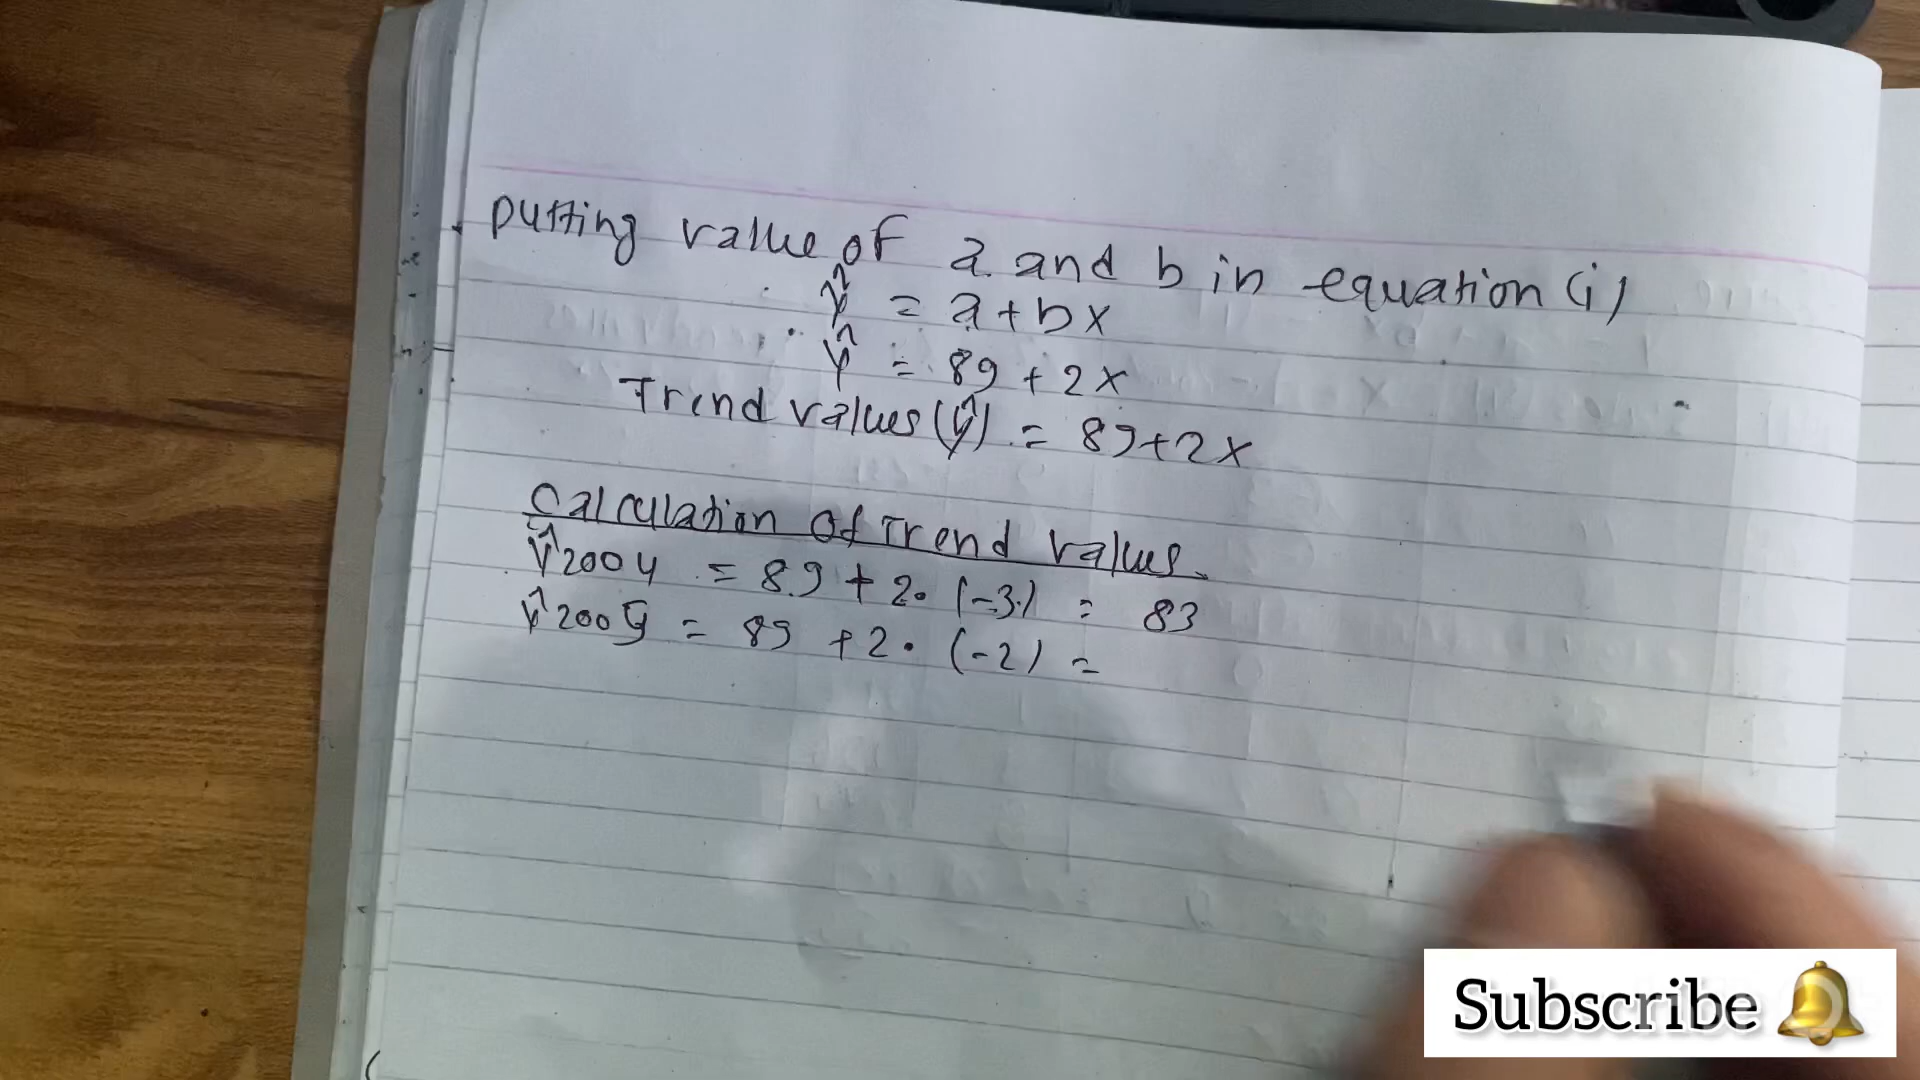 putting value of a and b in equation (i)
ŷ = a + bx
ŷ = 89 + 2x
Trend values (ŷ) = 89 + 2x
Calculation of Trend values.
ŷ2004 = 89 + 2. (-3) = 83
ŷ2005 = 89 + 2. (-2) =
Subscribe